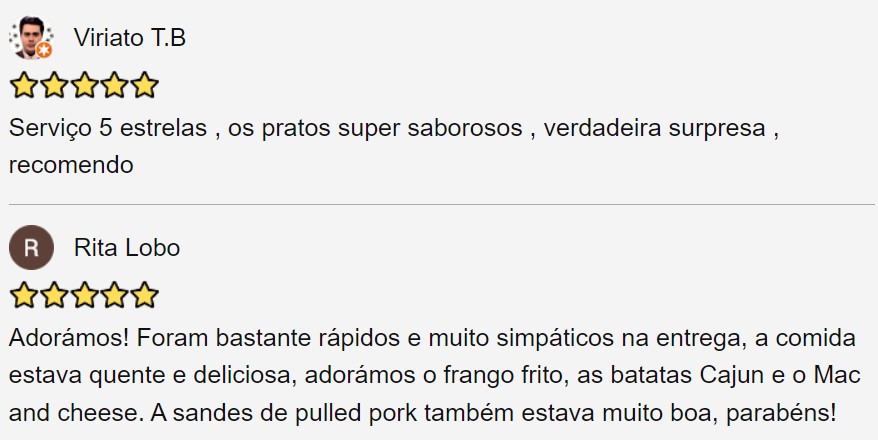 Viriato T.B
Serviço 5 estrelas , os pratos super saborosos , verdadeira surpresa ,
recomendo
R
Rita Lobo
Adorámos! Foram bastante rápidos e muito simpáticos na entrega, a comida
estava quente e deliciosa, adorámos o frango frito, as batatas Cajun e o Mac
and cheese. A sandes de pulled pork também estava muito boa, parabéns!